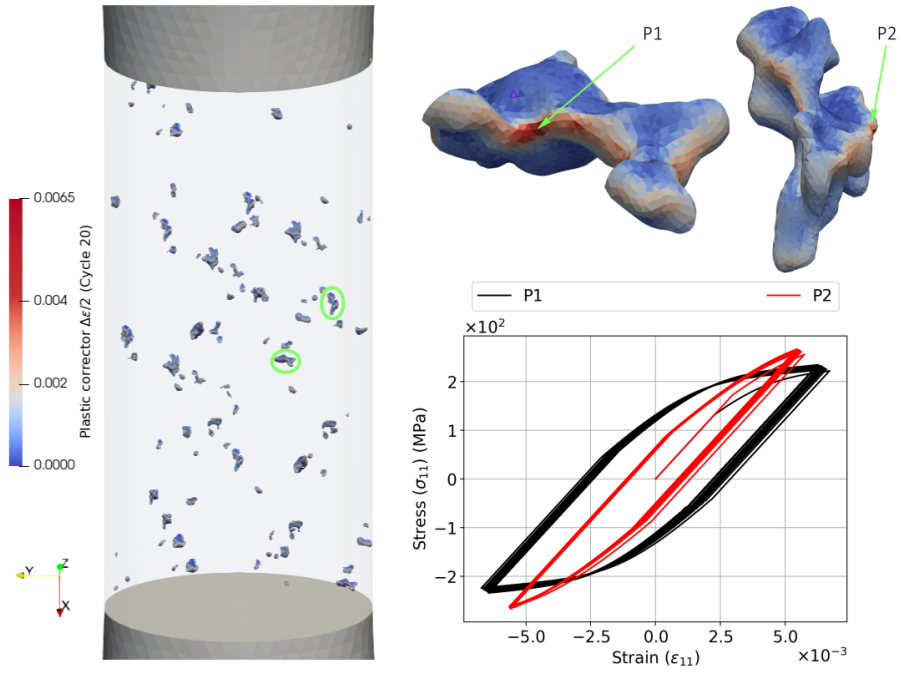 P1
P2
0.0065
0.004
0.002
0.0000
Plastic corrector Δε/2 (Cycle 20)
Y
Z
X
P1
P2
×10²
2
1
0
−1
−2
Stress (σ₁₁) (MPa)
−5.0
−2.5
0.0
2.5
5.0
Strain (ε₁₁)
×10⁻³